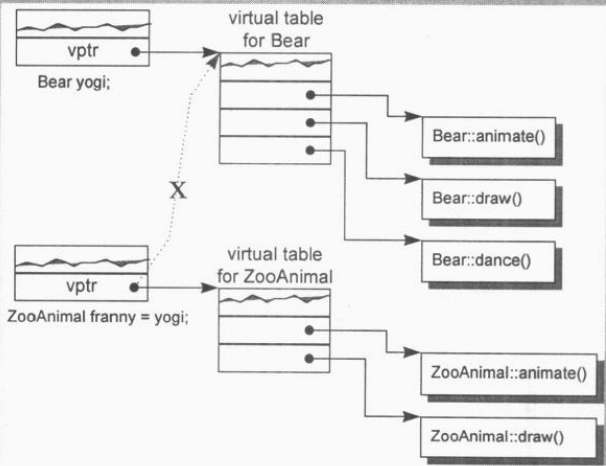 virtual table
for Bear
vptr
Bear yogi;
Bear::animate()
Bear::draw()
X
Bear::dance()
virtual table
for ZooAnimal
vptr
ZooAnimal franny = yogi;
ZooAnimal::animate()
ZooAnimal::draw()